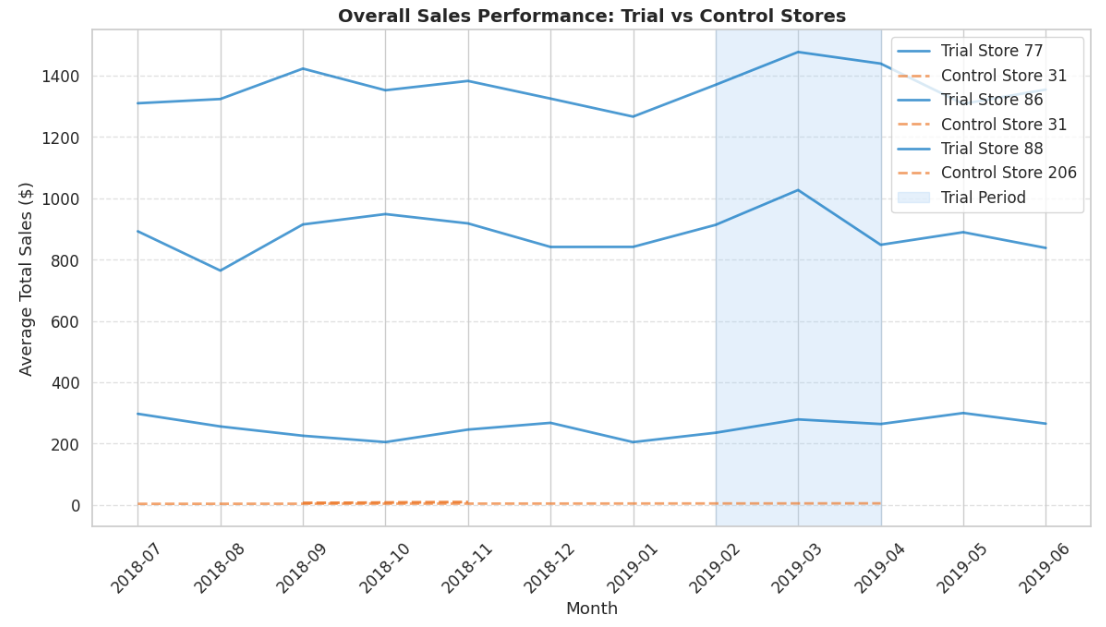 Overall Sales Performance: Trial vs Control Stores
Average Total Sales ($)
1400
1200
1000
800
600
400
200
0
Trial Store 77
Control Store 31
Trial Store 86
Control Store 31
Trial Store 88
Control Store 206
Trial Period
2018-07
2018-08
2018-09
2018-10
2018-11
2018-12
2019-01
2019-02
2019-03
2019-04
2019-05
2019-06
Month